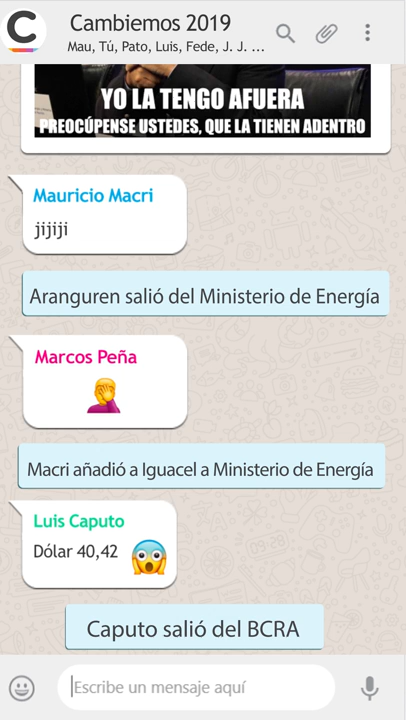 C
Cambiemos 2019
Mau, Tú, Pato, Luis, Fede, J. J. ...
YO LA TENGO AFUERA
PREOCÚPENSE USTEDES, QUE LA TIENEN ADENTRO
Mauricio Macri
jijiji
Aranguren salió del Ministerio de Energía
Marcos Peña
Macri añadió a Iguacel a Ministerio de Energía
Luis Caputo
Dólar 40,42
Caputo salió del BCRA
Escribe un mensaje aquí